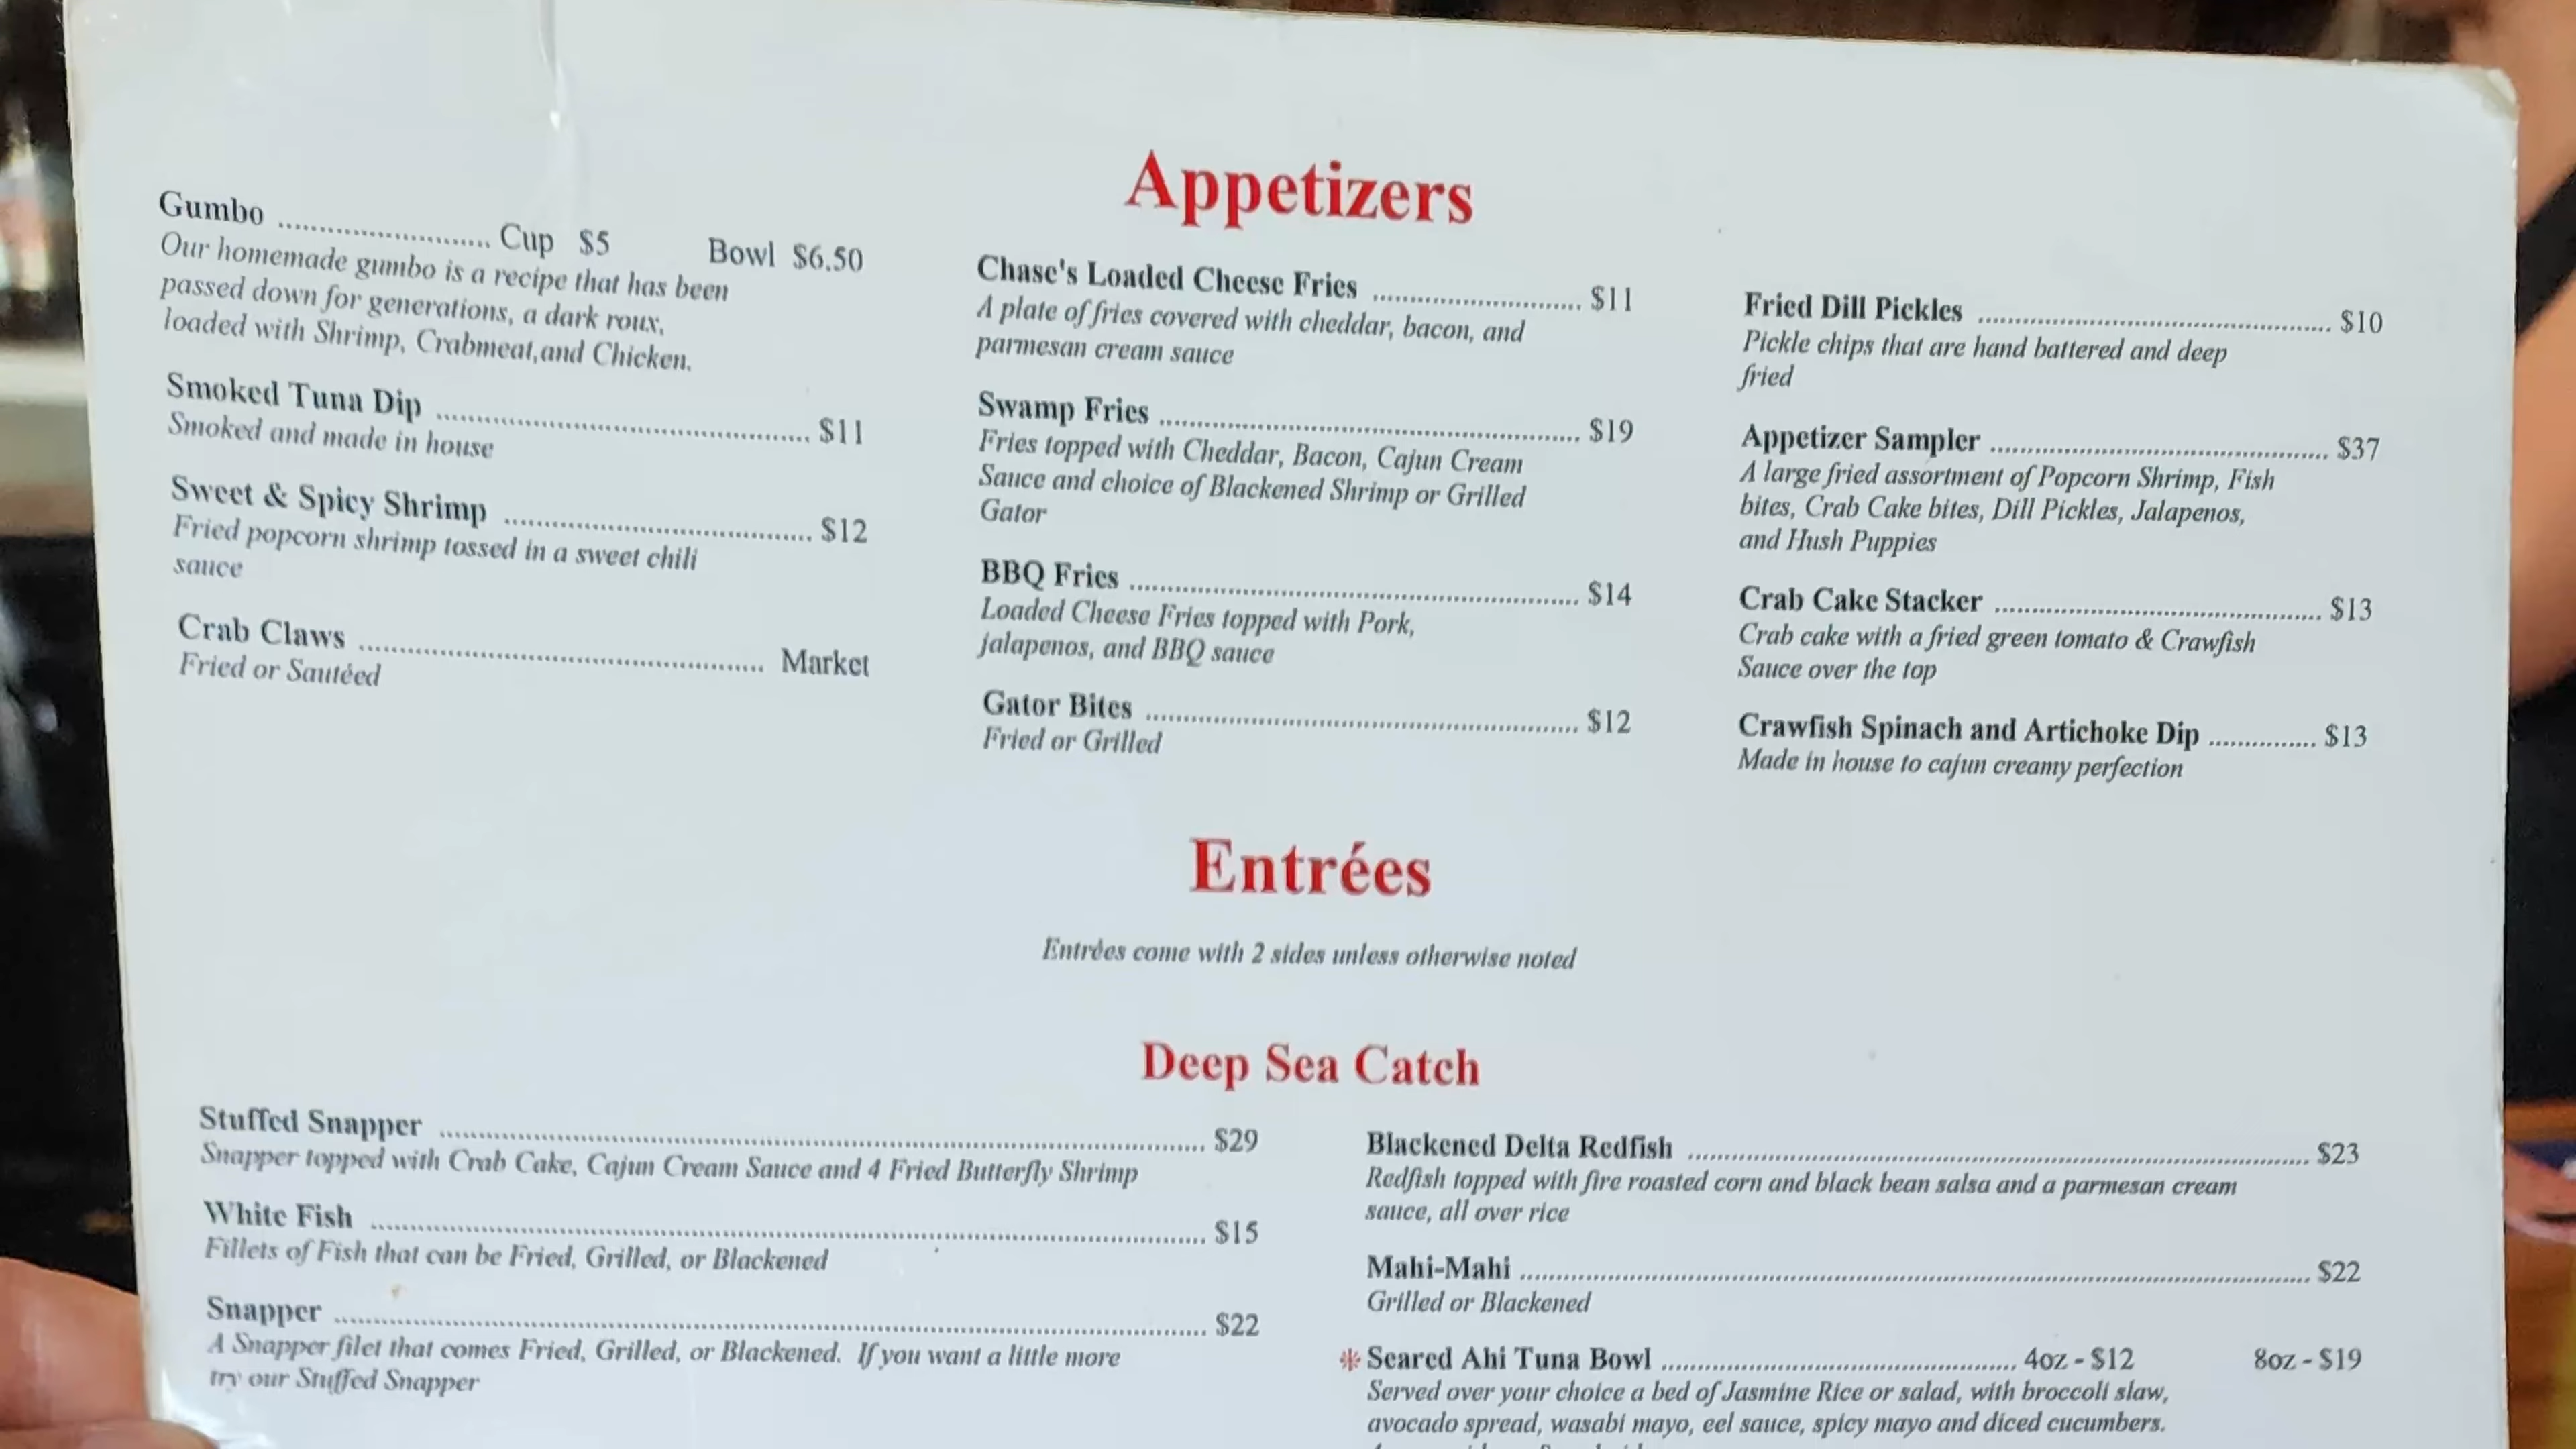 Appetizers
Gumbo .......................... Cup $5 Bowl $6.50
Our homemade gumbo is a recipe that has been
passed down for generations, a dark roux,
loaded with Shrimp, Crabmeat,and Chicken.
Smoked Tuna Dip .............................................. $11
Smoked and made in house
Sweet & Spicy Shrimp ...................................... $12
Fried popcorn shrimp tossed in a sweet chili
sauce
Crab Claws .................................................. Market
Fried or Sautéed
Chase's Loaded Cheese Fries .......................... $11
A plate of fries covered with cheddar, bacon, and
parmesan cream sauce
Swamp Fries .................................................... $19
Fries topped with Cheddar, Bacon, Cajun Cream
Sauce and choice of Blackened Shrimp or Grilled
Gator
BBQ Fries ........................................................ $14
Loaded Cheese Fries topped with Pork,
jalapenos, and BBQ sauce
Gator Bites ...................................................... $12
Fried or Grilled
Fried Dill Pickles ............................................ $10
Pickle chips that are hand battered and deep
fried
Appetizer Sampler .......................................... $37
A large fried assortment of Popcorn Shrimp, Fish
bites, Crab Cake bites, Dill Pickles, Jalapenos,
and Hush Puppies
Crab Cake Stacker ......................................... $13
Crab cake with a fried green tomato & Crawfish
Sauce over the top
Crawfish Spinach and Artichoke Dip .............. $13
Made in house to cajun creamy perfection
Entrées
Entrées come with 2 sides unless otherwise noted
Deep Sea Catch
Stuffed Snapper ................................................................................ $29
Snapper topped with Crab Cake, Cajun Cream Sauce and 4 Fried Butterfly Shrimp
White Fish ........................................................................................ $15
Fillets of Fish that can be Fried, Grilled, or Blackened
Snapper ............................................................................................ $22
A Snapper filet that comes Fried, Grilled, or Blackened. If you want a little more
try our Stuffed Snapper
Blackened Delta Redfish ................................................................ $23
Redfish topped with fire roasted corn and black bean salsa and a parmesan cream
sauce, all over rice
Mahi-Mahi ..................................................................................... $22
Grilled or Blackened
* Seared Ahi Tuna Bowl ............................................ 4oz - $12 8oz - $19
Served over your choice a bed of Jasmine Rice or salad, with broccoli slaw,
avocado spread, wasabi mayo, eel sauce, spicy mayo and diced cucumbers.